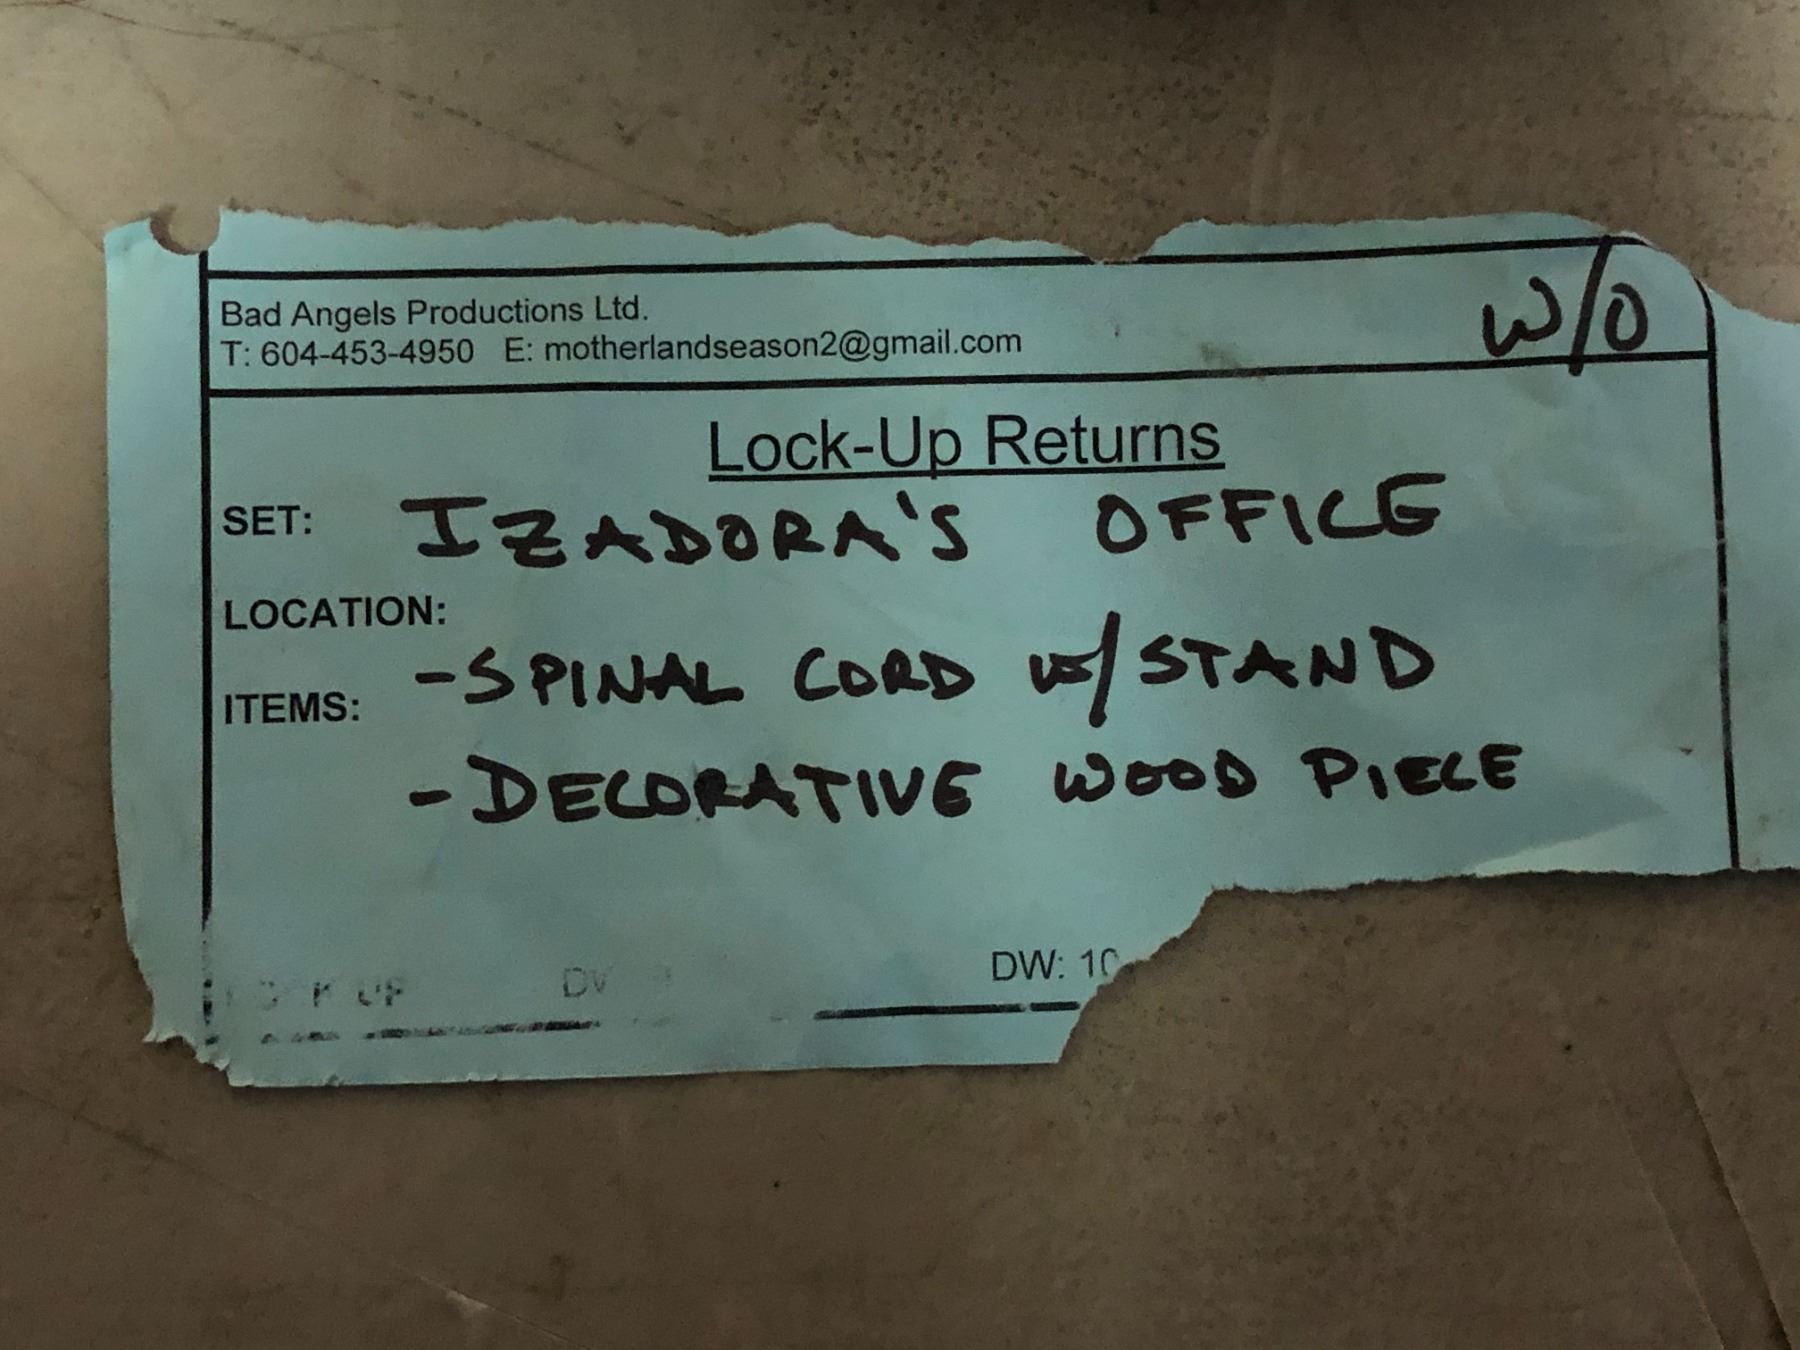 Bad Angels Productions Ltd.
T: 604-453-4950 E: motherlandseason2@gmail.com
W/O
Lock-Up Returns
SET: IZADORA'S OFFICE
LOCATION:
ITEMS: -SPINAL CORD w/ STAND
-DECORATIVE WOOD PIECE
DW: 10